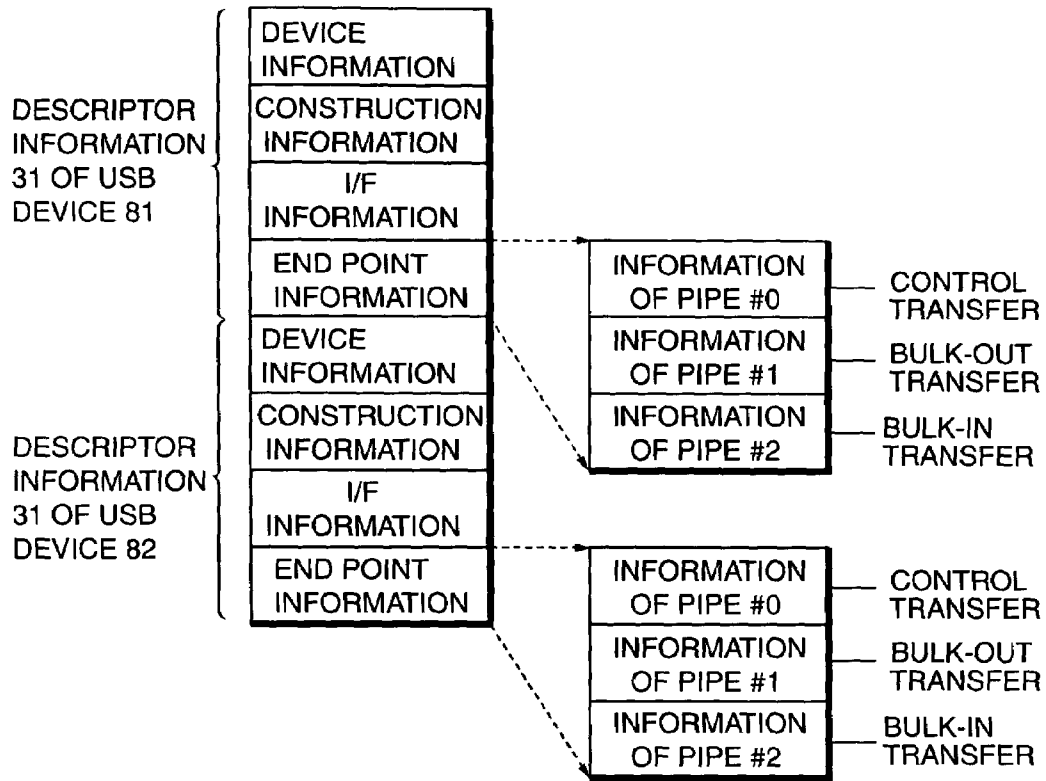 DESCRIPTOR
INFORMATION
31 OF USB
DEVICE 81
DEVICE
INFORMATION
CONSTRUCTION
INFORMATION
I/F
INFORMATION
END POINT
INFORMATION
INFORMATION
OF PIPE #0
CONTROL
TRANSFER
INFORMATION
OF PIPE #1
BULK-OUT
TRANSFER
INFORMATION
OF PIPE #2
BULK-IN
TRANSFER
DESCRIPTOR
INFORMATION
31 OF USB
DEVICE 82
DEVICE
INFORMATION
CONSTRUCTION
INFORMATION
I/F
INFORMATION
END POINT
INFORMATION
INFORMATION
OF PIPE #0
CONTROL
TRANSFER
INFORMATION
OF PIPE #1
BULK-OUT
TRANSFER
INFORMATION
OF PIPE #2
BULK-IN
TRANSFER